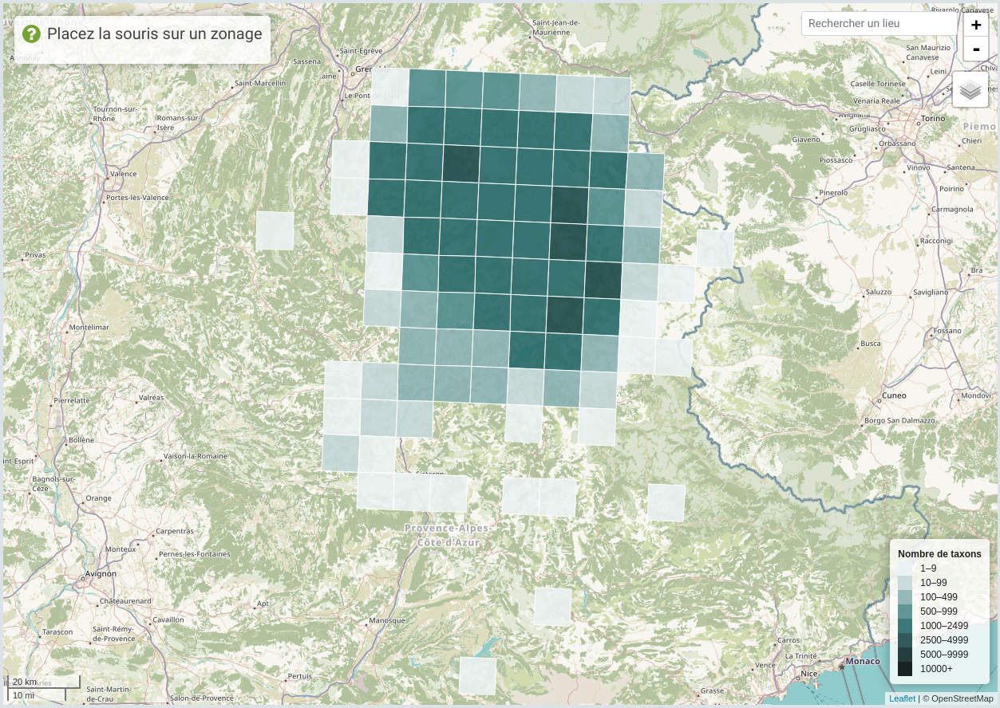 Placez la souris sur un zonage
Rechercher un lieu
+
-
Rivarolo Canavese
Saint-Jean-de-
Maurienne
Saint-Égrève
Sassena
aine
Le Pont-de-Claix
San Maurizio
Canavese
Leini
Caselle Torinese
Venaria Reale
Saint-Marcellin
Tournon-sur-
Rhône
Romans-sur-
Isère
Avigliana
Torino
Grugliasco
Giaveno
Orbassano
Chieri
Piemo
Piossasco
Vinovo
Santena
Poirino
Valence
Portes-lès-Valence
Pinerolo
Carmagnola
Racconigi
Privas
Bra
Saluzzo
Savigliano
Montélimar
Fossano
Busca
Pierrelatte
Valréas
Cuneo
Mondovì
Borgo San Dalmazzo
Bollène
Vaison-la-Romaine
int-Esprit
Bagnols-sur-
Cèze
Orange
Sisteron
Provence-Alpes-
Côte d'Azur
Carpentras
Monteux
Pernes-les-Fontaines
Avignon
Châteaurenard
Apt
Cavaillon
Manosque
Tarascon
Saint-Rémy-
de-Provence
Pertuis
Saint-Martin-
de-Crau
Salon-de-Provence
Carros
La Trinité
Vence
Monaco
Nice
Grasse
20 km
10 mi
Nombre de taxons
1–9
10–99
100–499
500–999
1000–2499
2500–4999
5000–9999
10000+
Leaflet | © OpenStreetMap